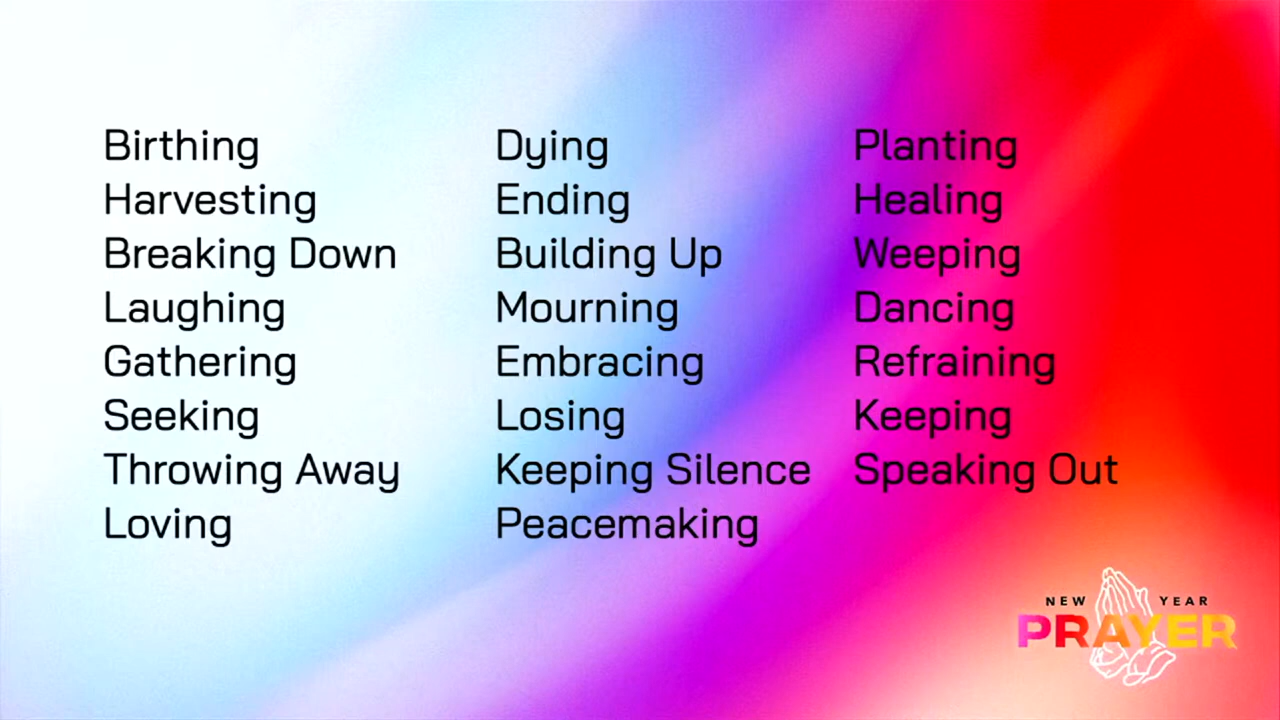 Birthing Dying Planting
Harvesting Ending Healing
Breaking Down Building Up Weeping
Laughing Mourning Dancing
Gathering Embracing Refraining
Seeking Losing Keeping
Throwing Away Keeping Silence Speaking Out
Loving Peacemaking
NEW YEAR
PRAYER